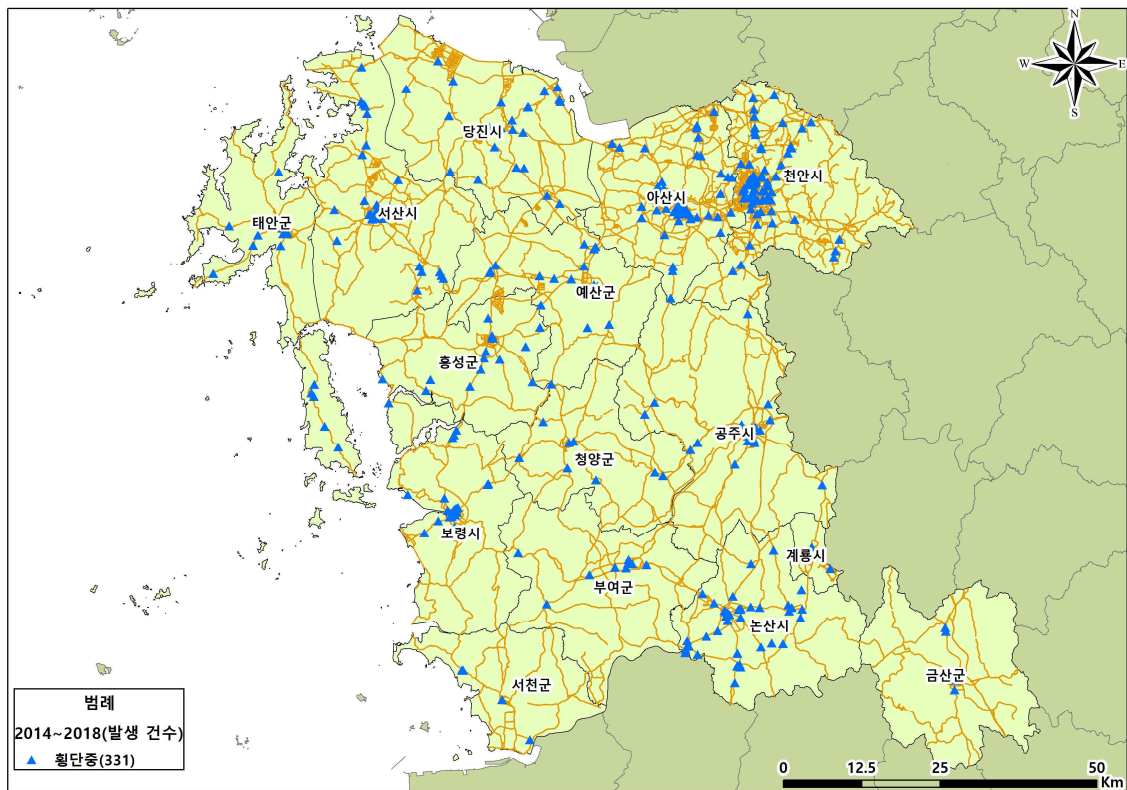 N
W
E
S
당진시
천안시
아산시
서산시
태안군
예산군
홍성군
공주시
청양군
보령시
계룡시
부여군
논산시
금산군
서천군
범례
2014~2018(발생 건수)
횡단중(331)
0
12.5
25
50
Km